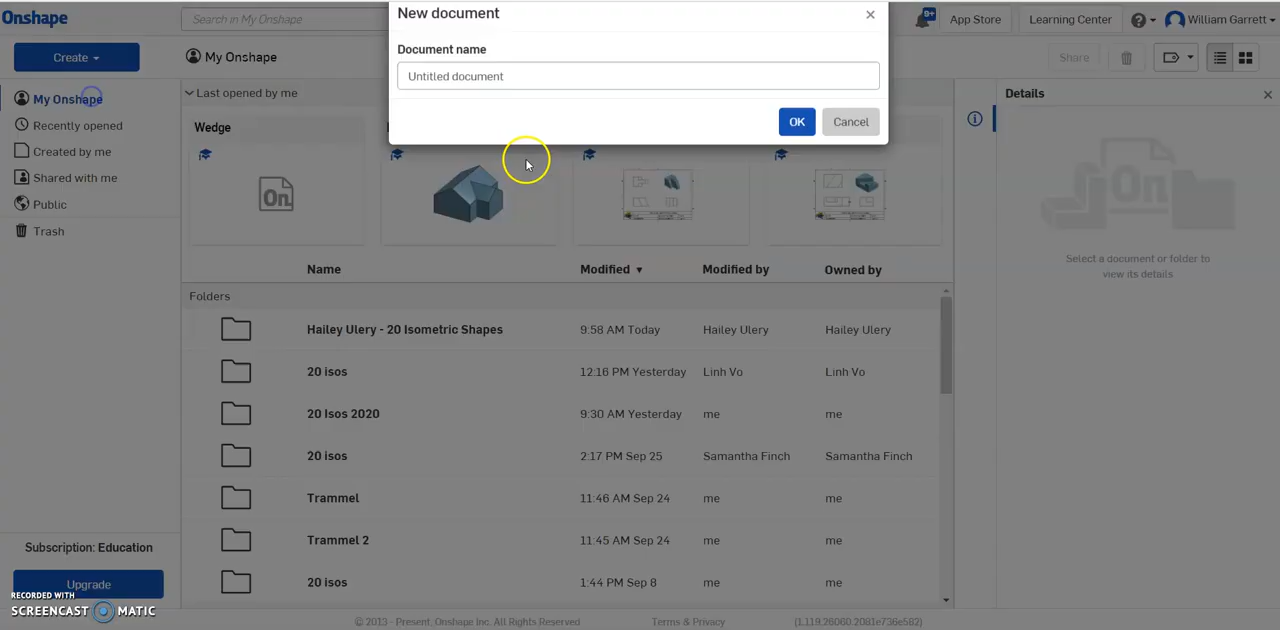 Onshape
Search in My Onshape
New document
9+
App Store
Learning Center
William Garrett
Create
My Onshape
Share
Document name
Untitled document
OK
Cancel
My Onshape
Recently opened
Created by me
Shared with me
Public
Trash
Last opened by me
Wedge
On
Details
On
Select a document or folder to
view its details
Name
Modified
Modified by
Owned by
Folders
Hailey Ulery - 20 Isometric Shapes
9:58 AM Today
Hailey Ulery
Hailey Ulery
20 isos
12:16 PM Yesterday
Linh Vo
Linh Vo
20 Isos 2020
9:30 AM Yesterday
me
me
20 isos
2:17 PM Sep 25
Samantha Finch
Samantha Finch
Trammel
11:46 AM Sep 24
me
me
Trammel 2
11:45 AM Sep 24
me
me
20 isos
1:44 PM Sep 8
me
me
Subscription: Education
Upgrade
RECORDED WITH
SCREENCAST MATIC
© 2013 - Present, Onshape Inc. All Rights Reserved
Terms & Privacy
(1.119.26080.2081e736e582)